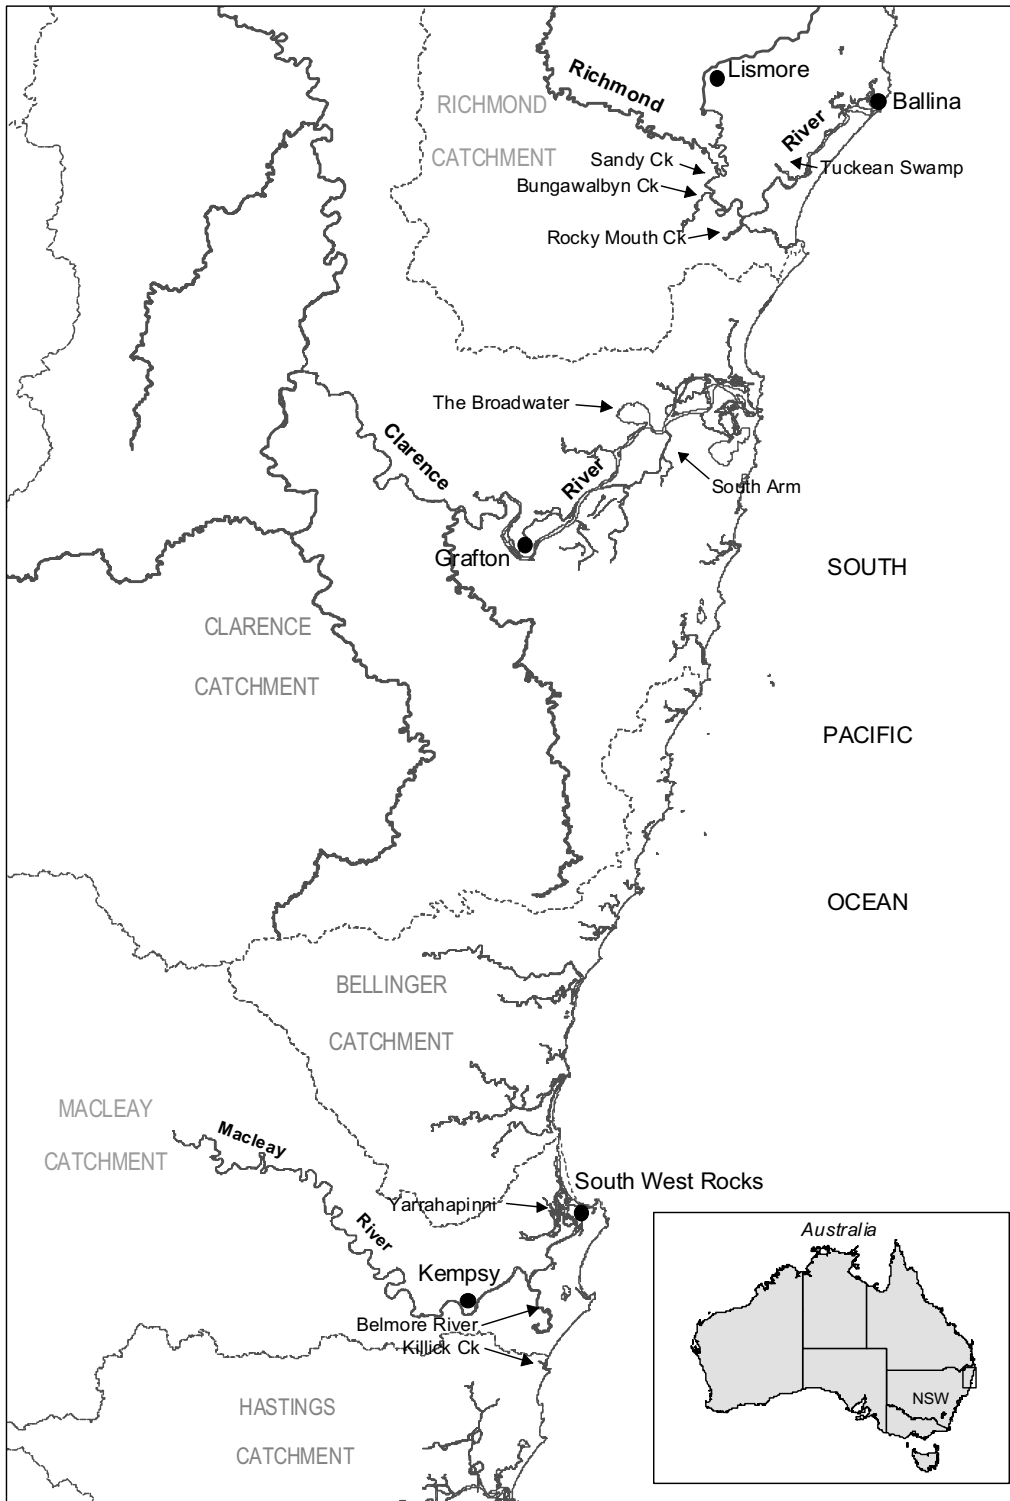 Richmond
Lismore
RICHMOND
Ballina
River
CATCHMENT
Sandy Ck
Tuckean Swamp
Bungawalbyn Ck
Rocky Mouth Ck
The Broadwater
Clarence
River
South Arm
Grafton
SOUTH
CLARENCE
CATCHMENT
PACIFIC
OCEAN
BELLINGER
CATCHMENT
MACLEAY
Macleay
CATCHMENT
South West Rocks
Yarrahapinni
River
Australia
Kempsy
Belmore River
Killick Ck
NSW
HASTINGS
CATCHMENT